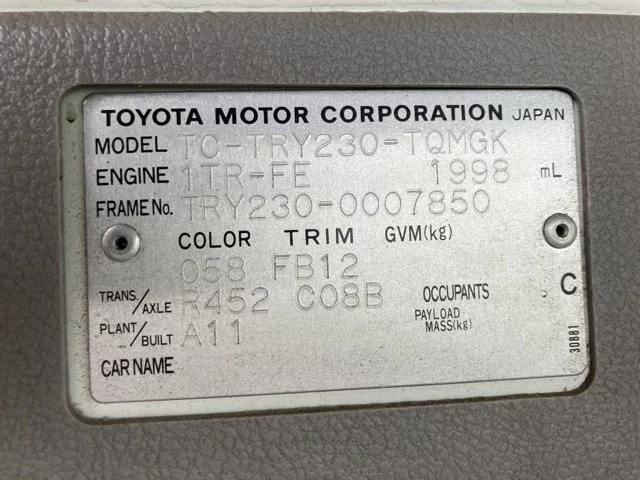 TOYOTA MOTOR CORPORATION JAPAN
MODEL TC-TRY230-TQMGK
ENGINE 1TR-FE 1998 mL
FRAME No. TRY230-0007850
COLOR TRIM GVM(kg)
058 FB12
TRANS./AXLE R452 C08B OCCUPANTS . C
PLANT/BUILT A11 PAYLOAD MASS(kg)
CAR NAME
30881